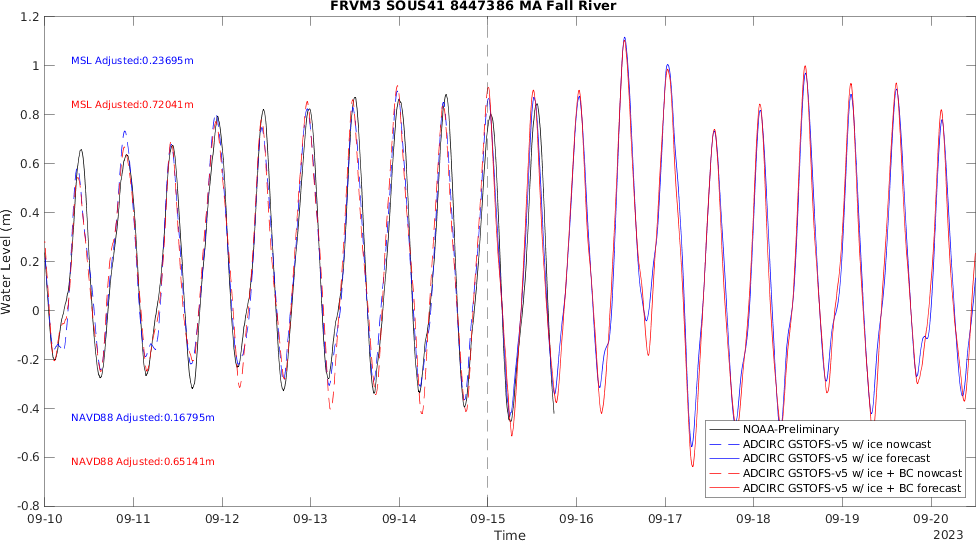 FRVM3 SOUS41 8447386 MA Fall River
1.2
1
0.8
0.6
0.4
0.2
0
-0.2
-0.4
-0.6
-0.8
Water Level (m)
MSL Adjusted:0.23695m
MSL Adjusted:0.72041m
NAVD88 Adjusted:0.16795m
NAVD88 Adjusted:0.65141m
NOAA-Preliminary
ADCIRC GSTOFS-v5 w/ ice nowcast
ADCIRC GSTOFS-v5 w/ ice forecast
ADCIRC GSTOFS-v5 w/ ice + BC nowcast
ADCIRC GSTOFS-v5 w/ ice + BC forecast
09-10 09-11 09-12 09-13 09-14 09-15 09-16 09-17 09-18 09-19 09-20
Time
2023